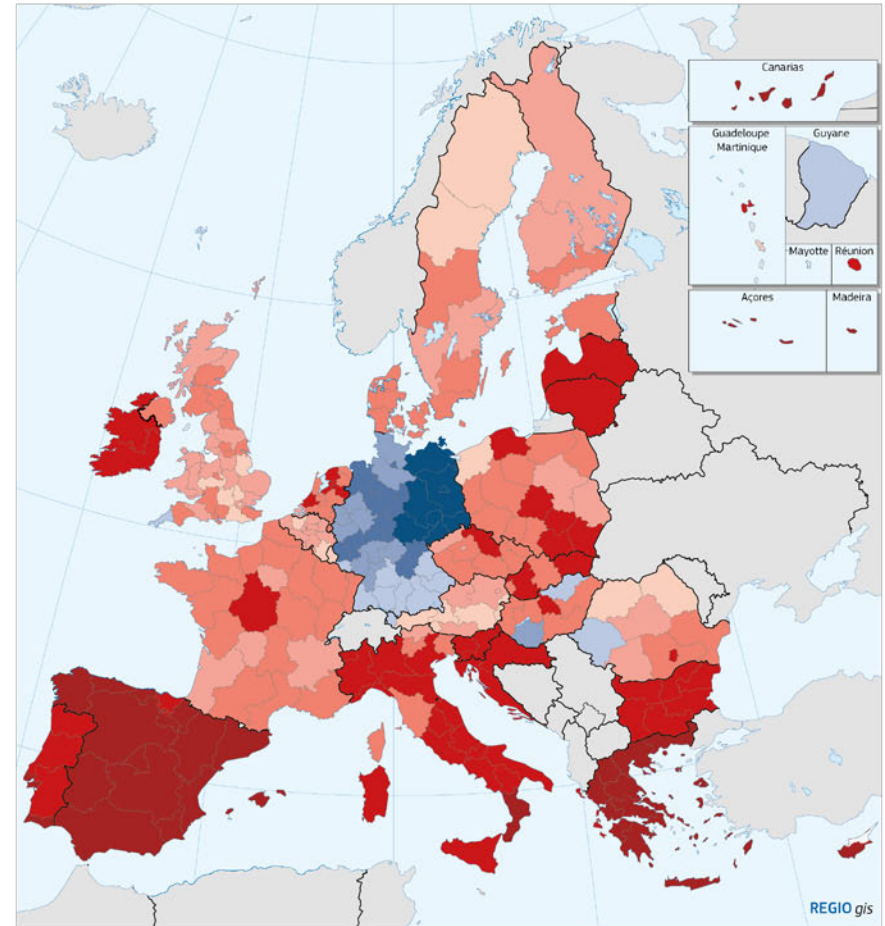 Canarias
Guadeloupe
Martinique
Guyane
Mayotte
Réunion
Açores
Madeira
REGIO gis